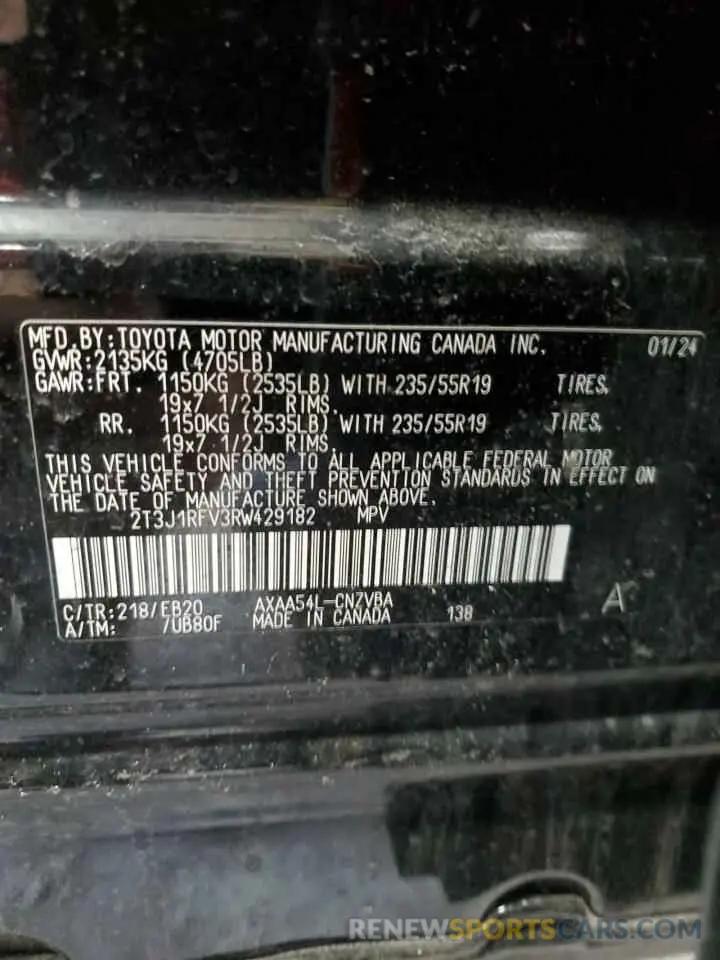 MFD. BY: TOYOTA MOTOR MANUFACTURING CANADA INC. 01/24
GVWR: 2135KG (4705LB)
GAWR: FRT. 1150KG (2535LB) WITH 235/55R19 TIRES,
19x7 1/2J RIMS.
RR. 1150KG (2535LB) WITH 235/55R19 TIRES,
19x7 1/2J RIMS.
THIS VEHICLE CONFORMS TO ALL APPLICABLE FEDERAL MOTOR
VEHICLE SAFETY AND THEFT PREVENTION STANDARDS IN EFFECT ON
THE DATE OF MANUFACTURE SHOWN ABOVE.
2T3J1RFV3RW429182 MPV
C/TR: 218/EB20 AXAA54L-CNZVBA A
A/TM: 7UB80F MADE IN CANADA 138
RENEWSPORTSCARS.COM